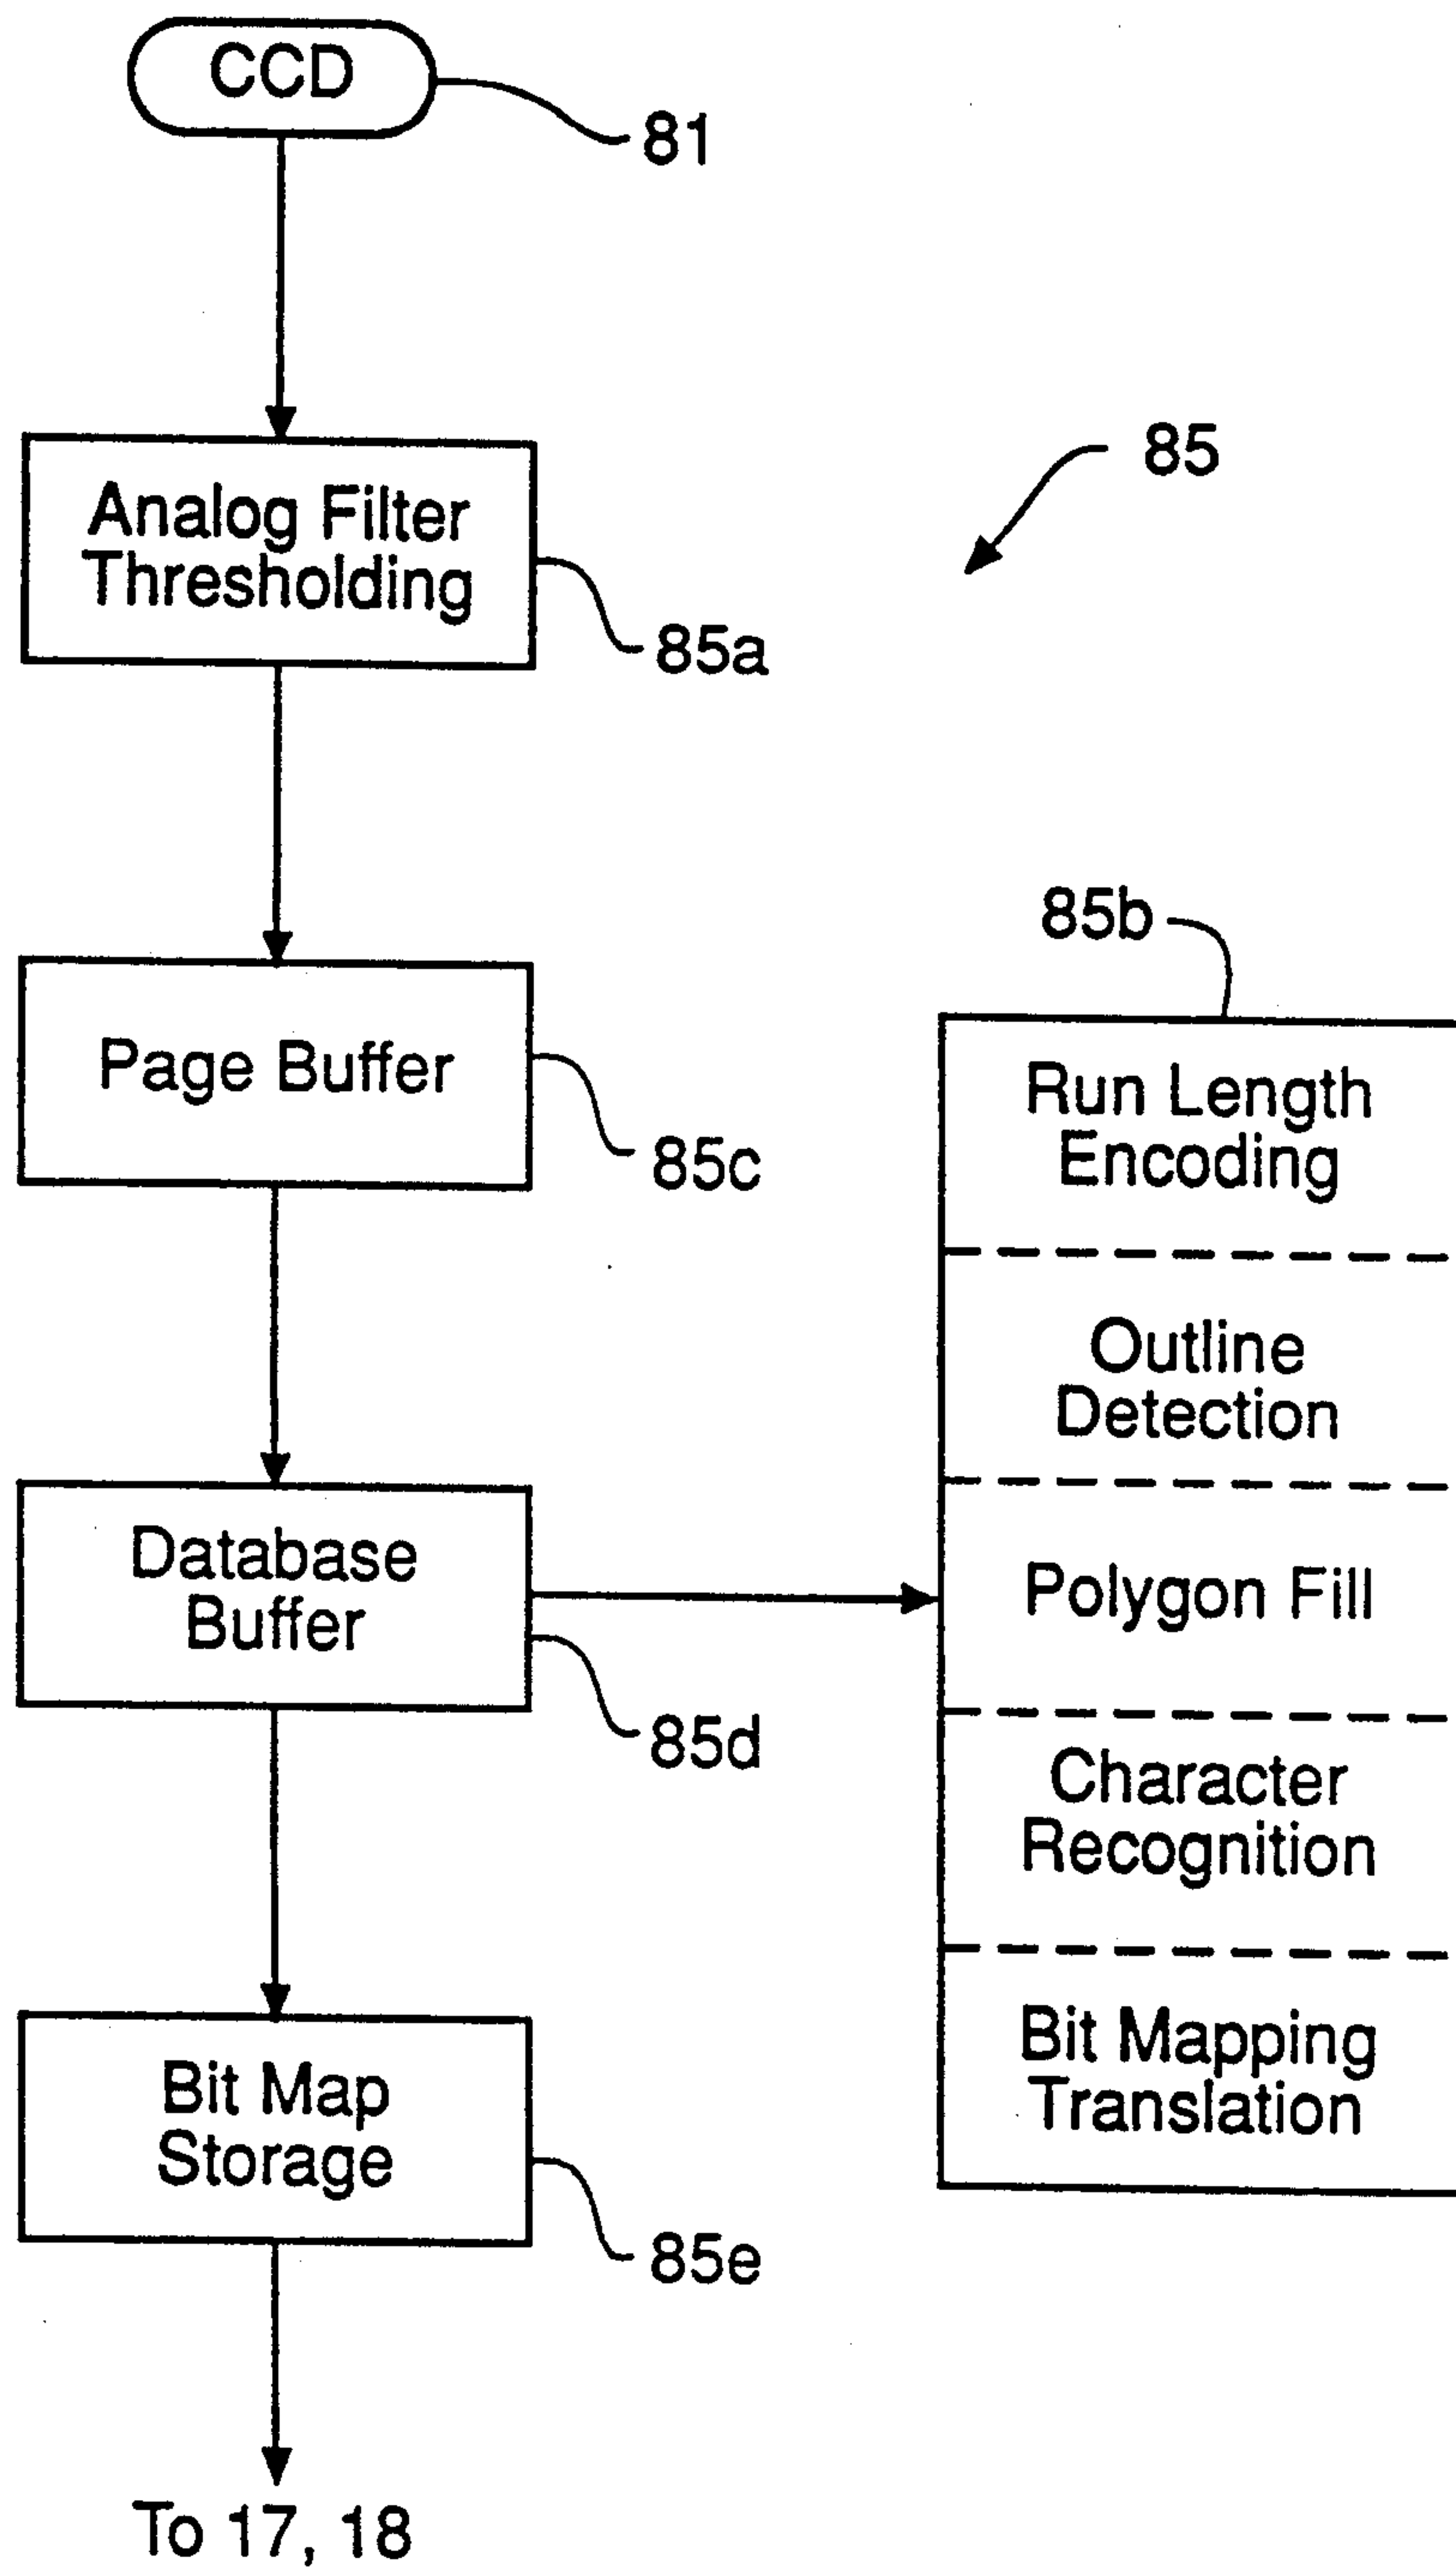 CCD
81
Analog Filter
Thresholding
85
85a
Page Buffer
85c
85b
Run Length
Encoding
Outline
Detection
Polygon Fill
Character
Recognition
Bit Mapping
Translation
Database
Buffer
85d
Bit Map
Storage
85e
To 17, 18